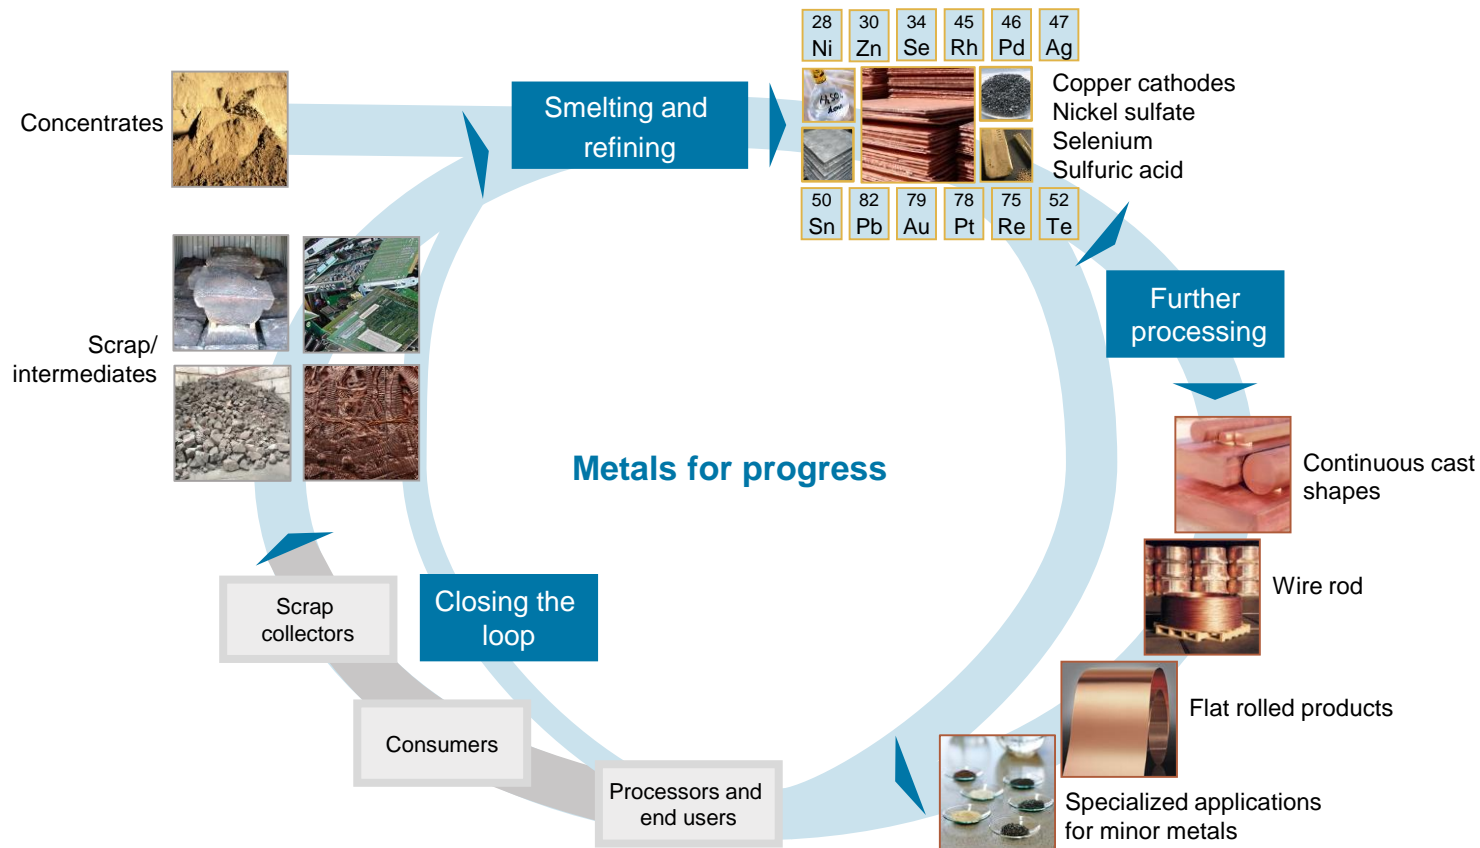 28 30 34 45 46 47
Ni Zn Se Rh Pd Ag
Concentrates
Smelting and
refining
Copper cathodes
Nickel sulfate
Selenium
Sulfuric acid
50 82 79 78 75 52
Sn Pb Au Pt Re Te
Further
processing
Scrap/
intermediates
Metals for progress
Continuous cast
shapes
Wire rod
Closing the
loop
Scrap
collectors
Flat rolled products
Consumers
Processors and
end users
Specialized applications
for minor metals